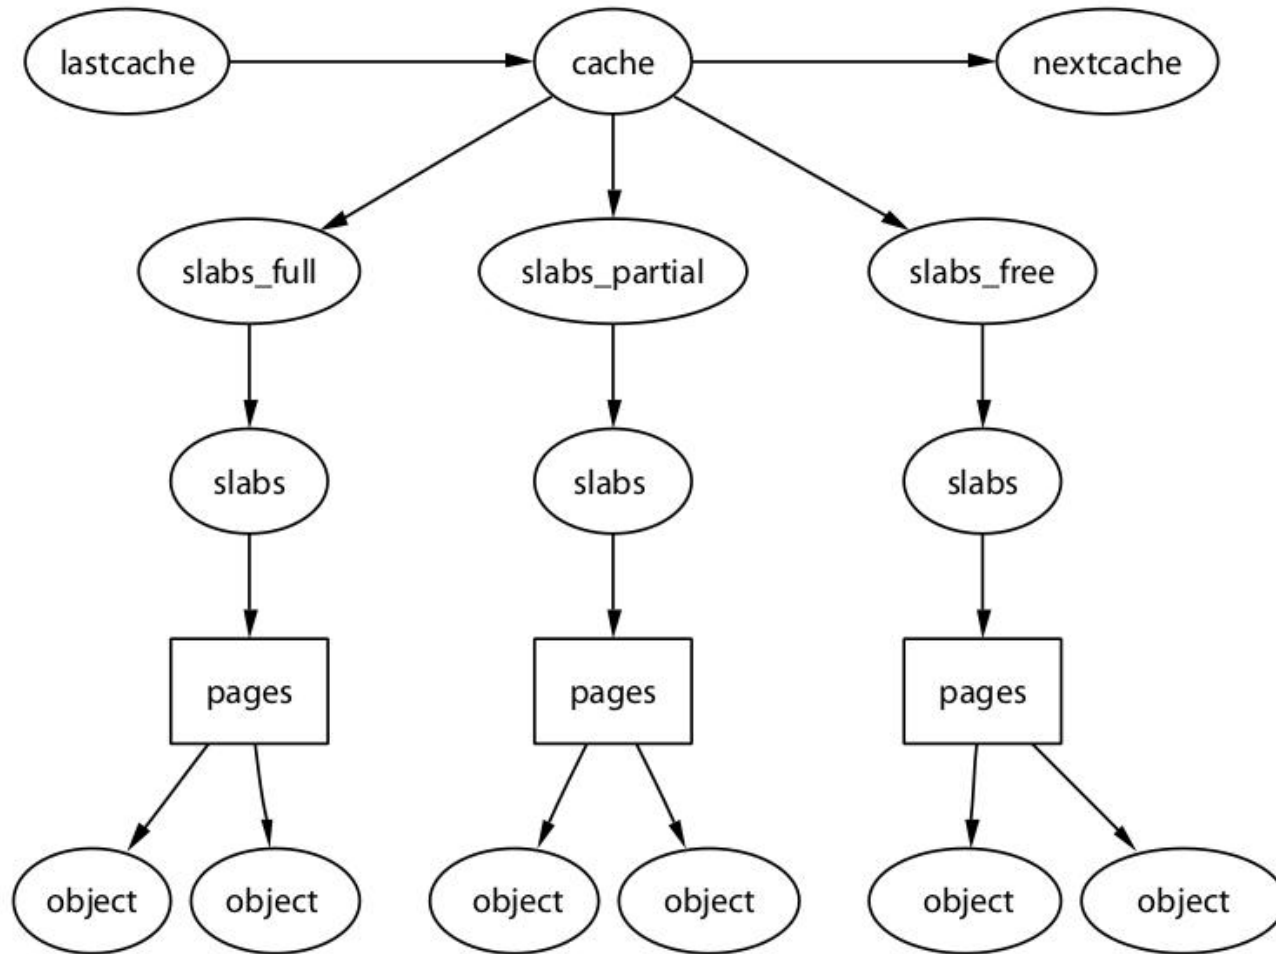 lastcache
cache
nextcache
slabs_full
slabs_partial
slabs_free
slabs
slabs
slabs
pages
pages
pages
object
object
object
object
object
object